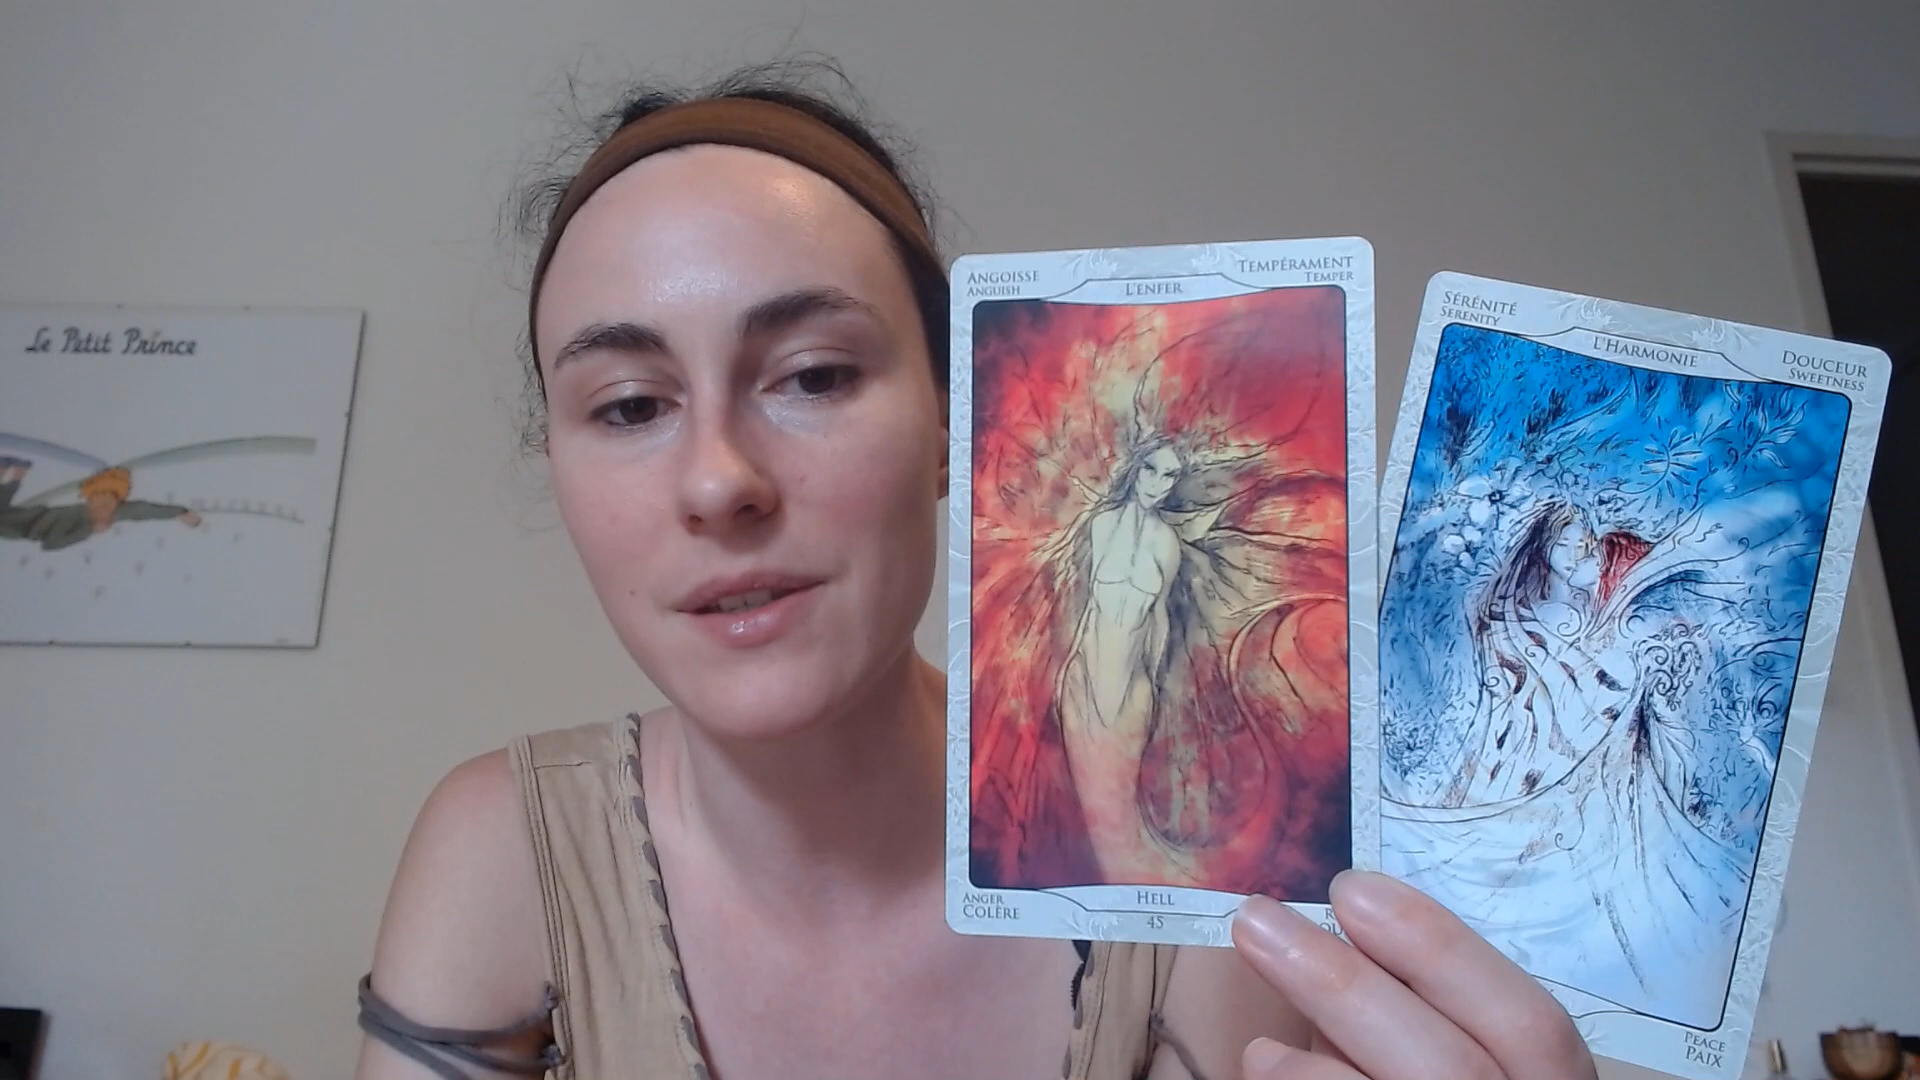 Le Petit Prince
ANGOISSE
ANGUISH
L'ENFER
TEMPÉRAMENT
TEMPER
ANGER
COLÈRE
HELL
45
SÉRÉNITÉ
SERENITY
L'HARMONIE
DOUCEUR
SWEETNESS
PEACE
PAIX